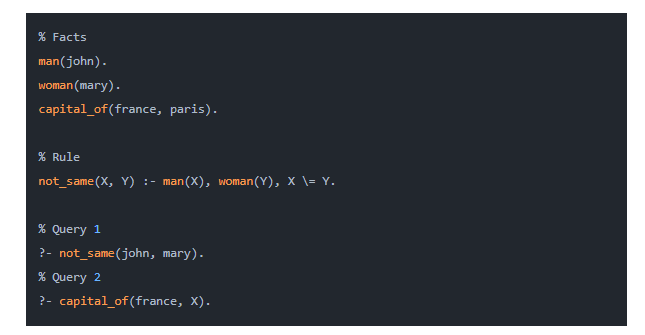 % Facts
man(john).
woman(mary).
capital_of(france, paris).
% Rule
not_same(X, Y) :- man(X), woman(Y), X \= Y.
% Query 1
?- not_same(john, mary).
% Query 2
?- capital_of(france, X).